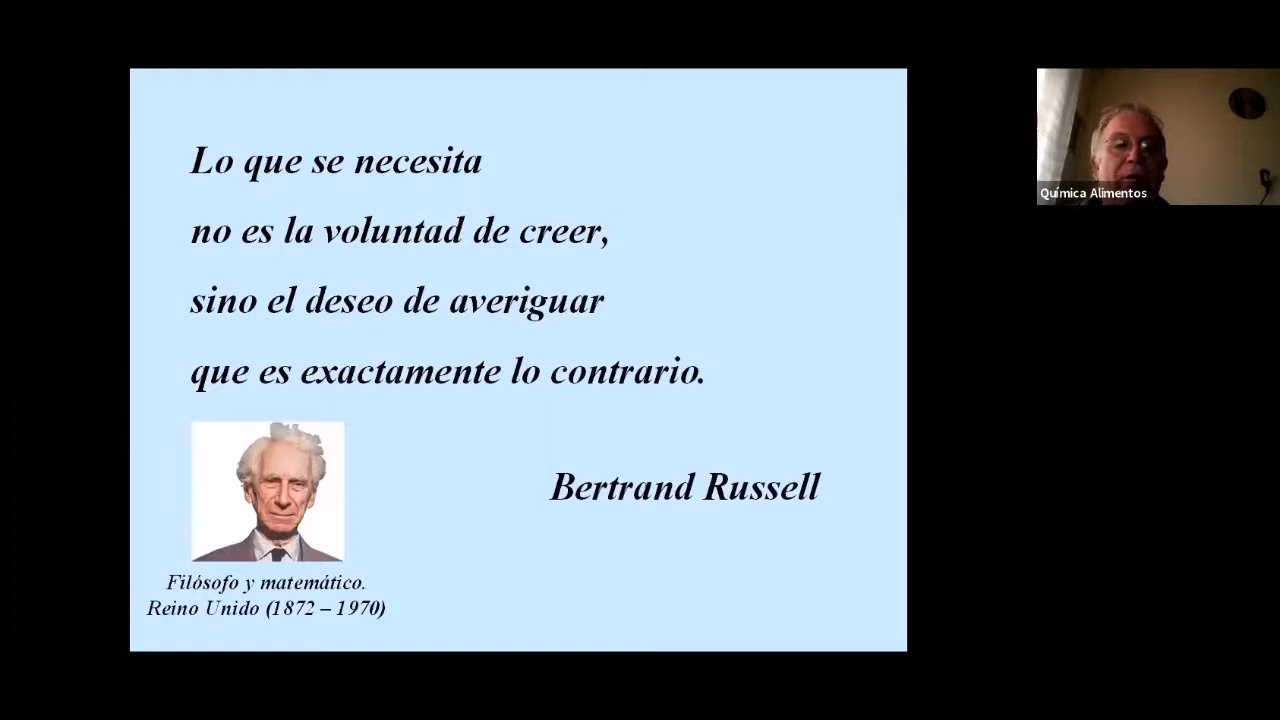 Lo que se necesita
no es la voluntad de creer,
sino el deseo de averiguar
que es exactamente lo contrario.
Bertrand Russell
Filósofo y matemático.
Reino Unido (1872 – 1970)
Química Alimentos